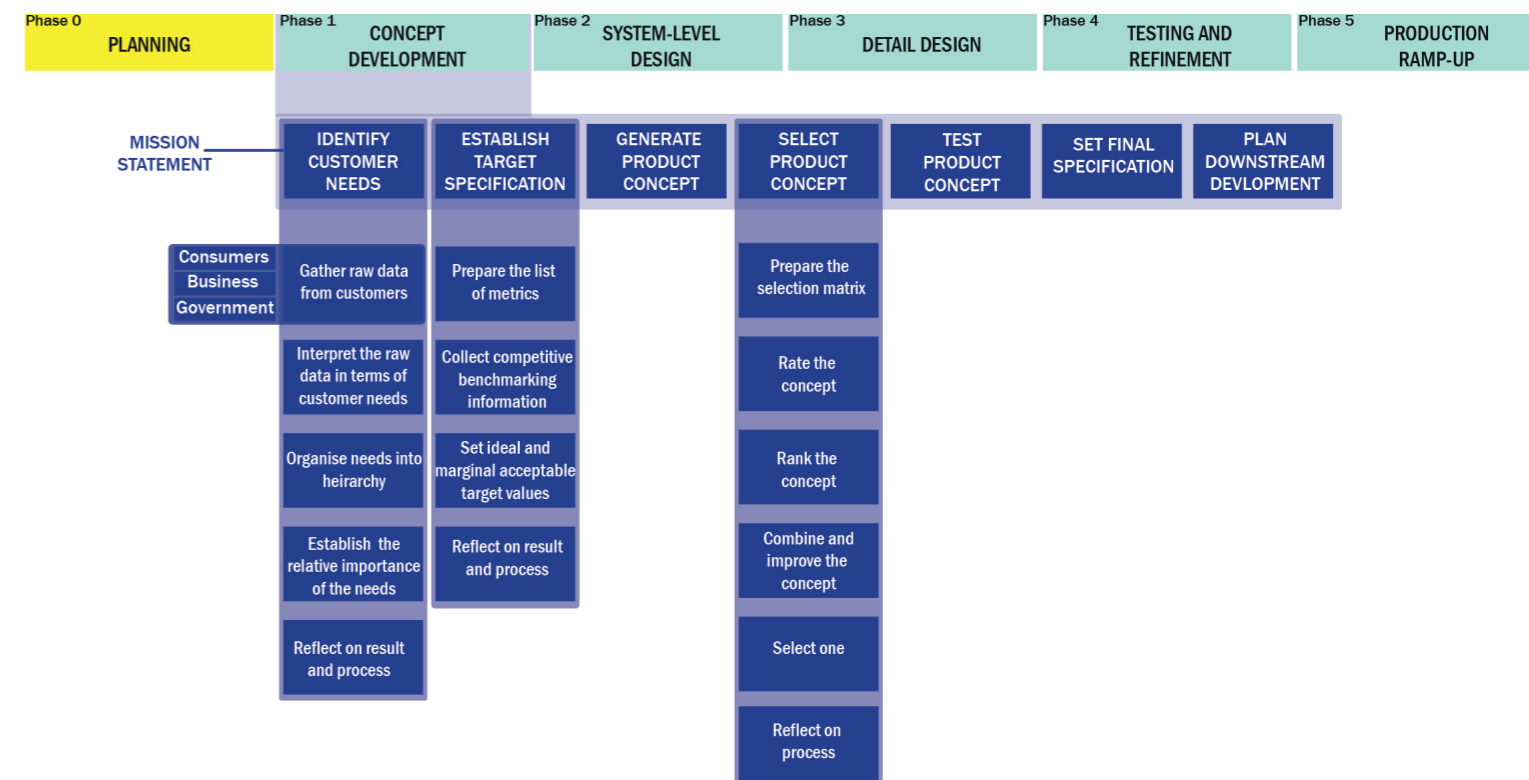 Phase 0
PLANNING
Phase 1
CONCEPT
DEVELOPMENT
Phase 2
SYSTEM-LEVEL
DESIGN
Phase 3
DETAIL DESIGN
Phase 4
TESTING AND
REFINEMENT
Phase 5
PRODUCTION
RAMP-UP
MISSION
STATEMENT
IDENTIFY
CUSTOMER
NEEDS
ESTABLISH
TARGET
SPECIFICATION
GENERATE
PRODUCT
CONCEPT
SELECT
PRODUCT
CONCEPT
TEST
PRODUCT
CONCEPT
SET FINAL
SPECIFICATION
PLAN
DOWNSTREAM
DEVLOPMENT
Consumers
Business
Government
Gather raw data
from customers
Interpret the raw
data in terms of
customer needs
Organise needs into
heirarchy
Establish the
relative importance
of the needs
Reflect on result
and process
Prepare the list
of metrics
Collect competitive
benchmarking
information
Set ideal and
marginal acceptable
target values
Reflect on result
and process
Prepare the
selection matrix
Rate the
concept
Rank the
concept
Combine and
improve the
concept
Select one
Reflect on
process